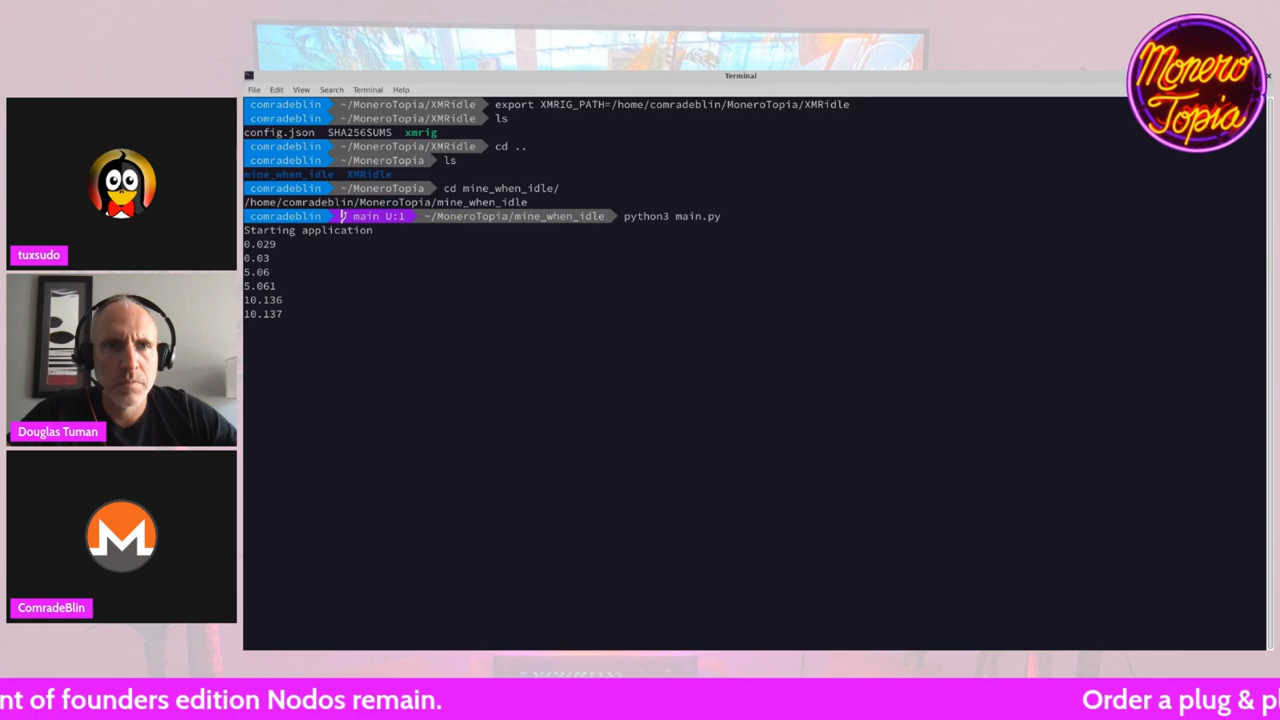 Monero
Topia
Terminal
File Edit View Search Terminal Help
comradeblin ~/MoneroTopia/XMRidle export XMRIG_PATH=/home/comradeblin/MoneroTopia/XMRidle
comradeblin ~/MoneroTopia/XMRidle ls
config.json SHA256SUMS xmrig
comradeblin ~/MoneroTopia/XMRidle cd ..
comradeblin ~/MoneroTopia ls
mine_when_idle XMRidle
comradeblin ~/MoneroTopia cd mine_when_idle/
/home/comradeblin/MoneroTopia/mine_when_idle
comradeblin main U:1 ~/MoneroTopia/mine_when_idle python3 main.py
Starting application
0.029
0.03
5.06
5.061
10.136
10.137
tuxsudo
Douglas Tuman
ComradeBlin
nt of founders edition Nodos remain. Order a plug & pl